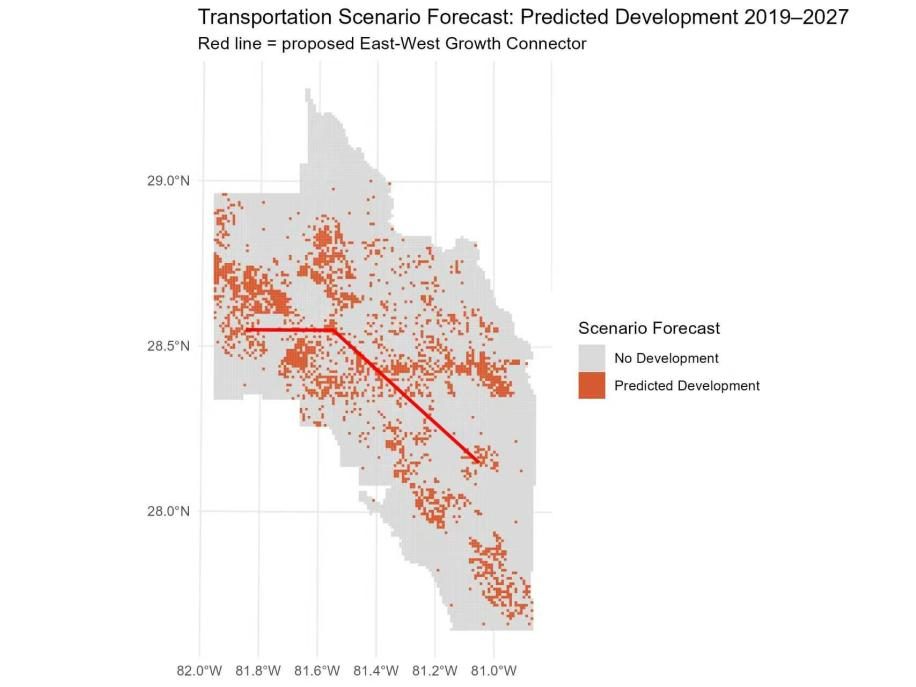 Transportation Scenario Forecast: Predicted Development 2019–2027
Red line = proposed East-West Growth Connector
29.0°N
28.5°N
28.0°N
82.0°W 81.8°W 81.6°W 81.4°W 81.2°W 81.0°W
Scenario Forecast
No Development
Predicted Development